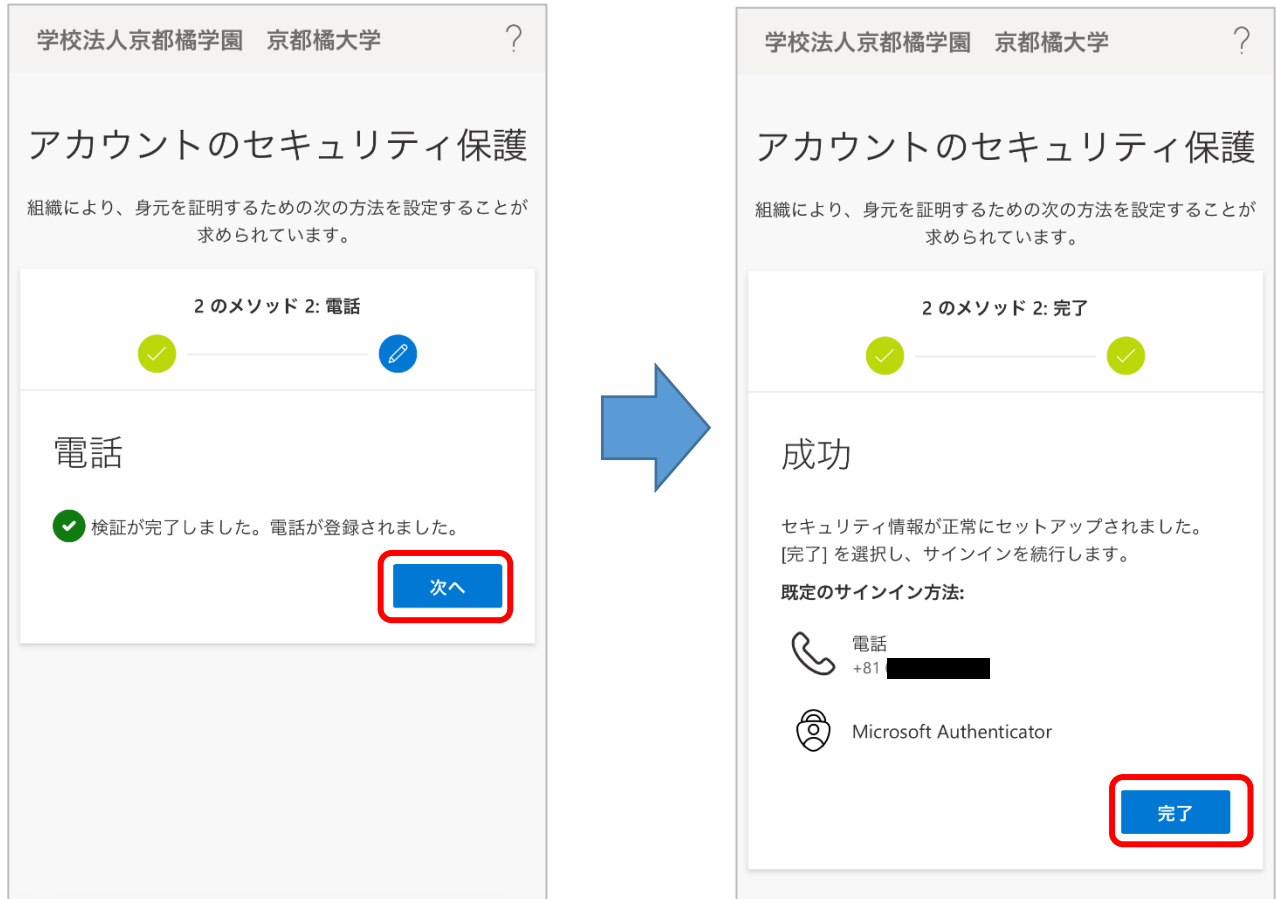 学校法人京都橘学園　京都橘大学
?
アカウントのセキュリティ保護
組織により、身元を証明するための次の方法を設定することが
求められています。
2 のメソッド 2: 電話
電話
検証が完了しました。電話が登録されました。
次へ
学校法人京都橘学園　京都橘大学
?
アカウントのセキュリティ保護
組織により、身元を証明するための次の方法を設定することが
求められています。
2 のメソッド 2: 完了
成功
セキュリティ情報が正常にセットアップされました。
[完了] を選択し、サインインを続行します。
既定のサインイン方法:
電話
+81
Microsoft Authenticator
完了